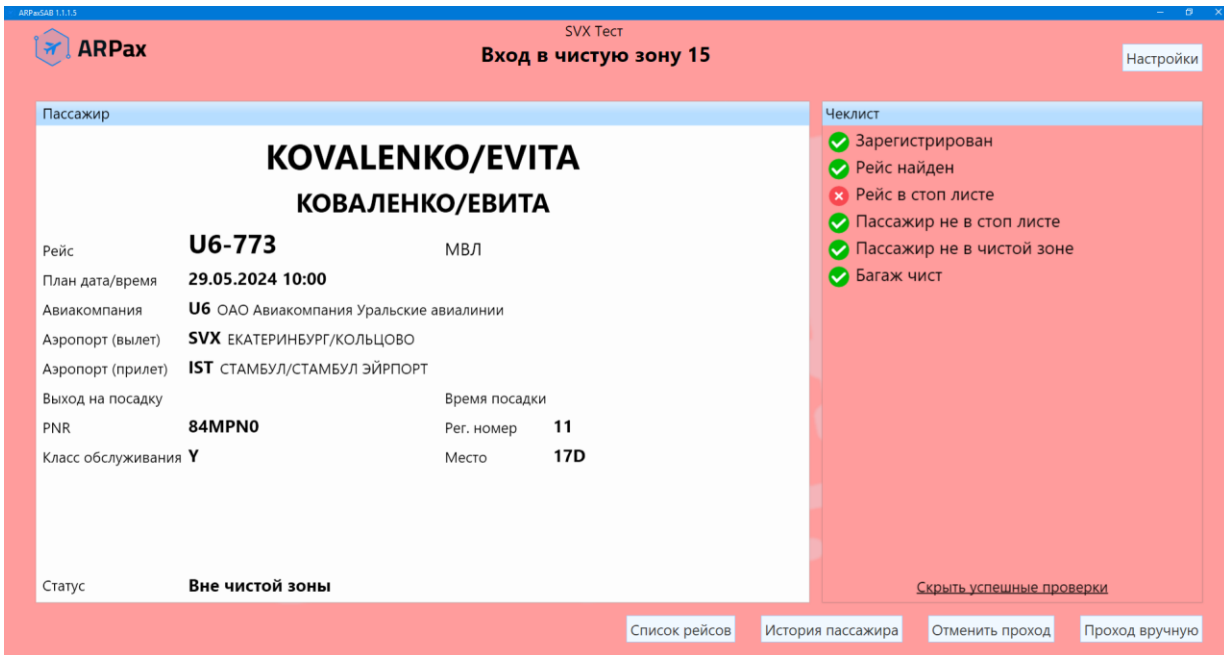 ARPaxSAB 1.1.1.5
SVX Тест
ARPax
Вход в чистую зону 15
Настройки
Пассажир
KOVALENKO/EVITA
КОВАЛЕНКО/ЕВИТА
Рейс U6-773 МВЛ
План дата/время 29.05.2024 10:00
Авиакомпания U6 ОАО Авиакомпания Уральские авиалинии
Аэропорт (вылет) SVX ЕКАТЕРИНБУРГ/КОЛЬЦОВО
Аэропорт (прилет) IST СТАМБУЛ/СТАМБУЛ ЭЙРПОРТ
Выход на посадку Время посадки
PNR 84MPN0 Рег. номер 11
Класс обслуживания Y Место 17D
Статус Вне чистой зоны
Чеклист
Зарегистрирован
Рейс найден
Рейс в стоп листе
Пассажир не в стоп листе
Пассажир не в чистой зоне
Багаж чист
Скрыть успешные проверки
Список рейсов История пассажира Отменить проход Проход вручную